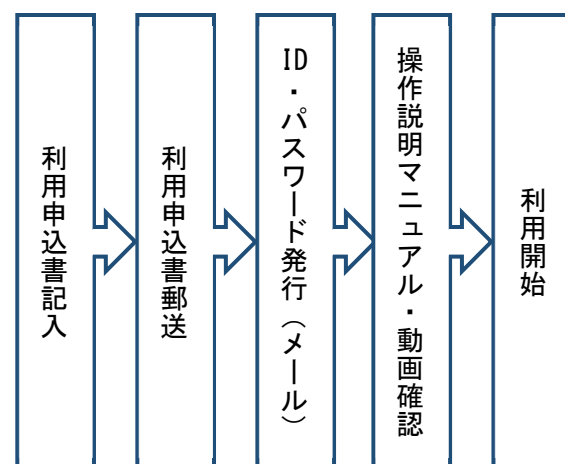 利用申込書記入
利用申込書郵送
ID・パスワード発行（メール）
操作説明マニュアル・動画確認
利用開始